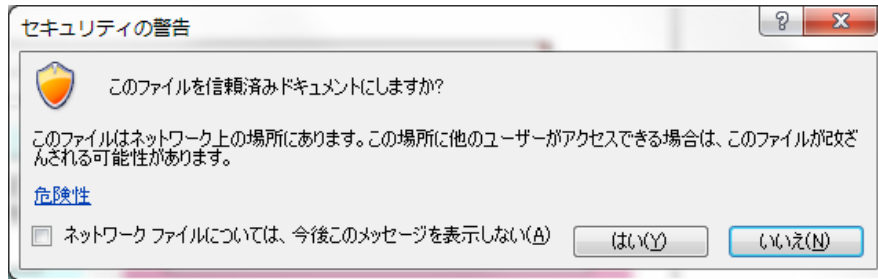 セキュリティの警告
このファイルを信頼済みドキュメントにしますか?
このファイルはネットワーク上の場所にあります。この場所に他のユーザーがアクセスできる場合は、このファイルが改ざ
んされる可能性があります。
危険性
ネットワーク ファイルについては、今後このメッセージを表示しない(A) はい(Y) いいえ(N)